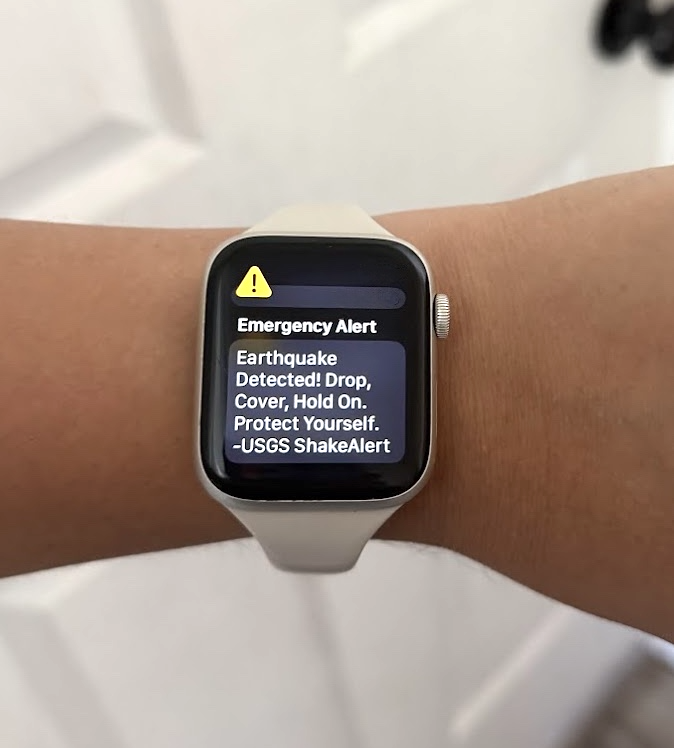 Emergency Alert
Earthquake
Detected! Drop,
Cover, Hold On.
Protect Yourself.
-USGS ShakeAlert